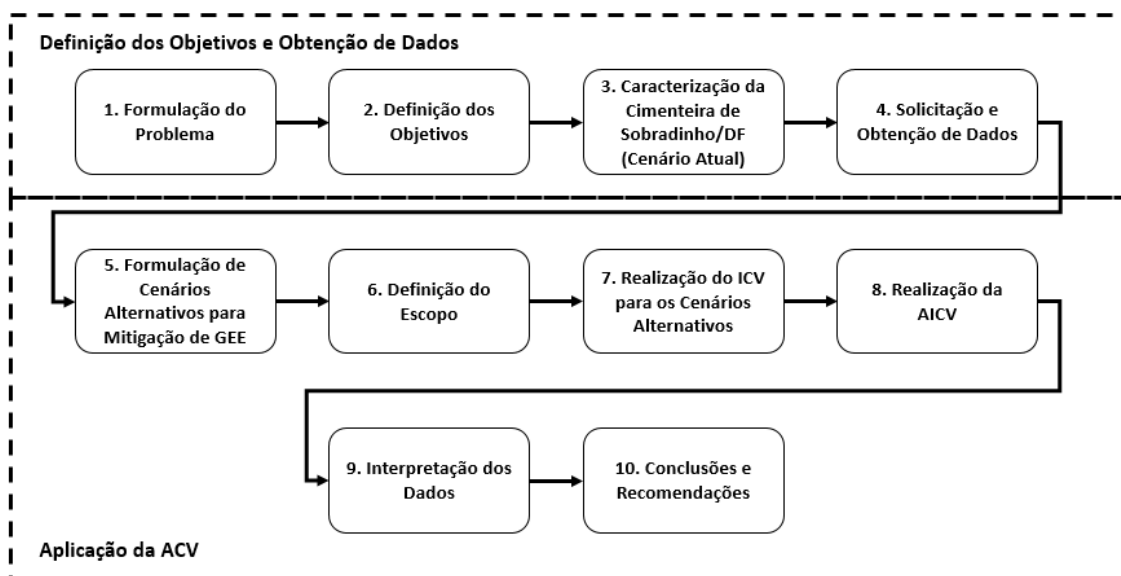 Definição dos Objetivos e Obtenção de Dados
1. Formulação do
Problema
2. Definição dos
Objetivos
3. Caracterização da
Cimenteira de
Sobradinho/DF
(Cenário Atual)
4. Solicitação e
Obtenção de Dados
5. Formulação de
Cenários
Alternativos para
Mitigação de GEE
6. Definição do
Escopo
7. Realização do ICV
para os Cenários
Alternativos
8. Realização da
AICV
9. Interpretação dos
Dados
10. Conclusões e
Recomendações
Aplicação da ACV